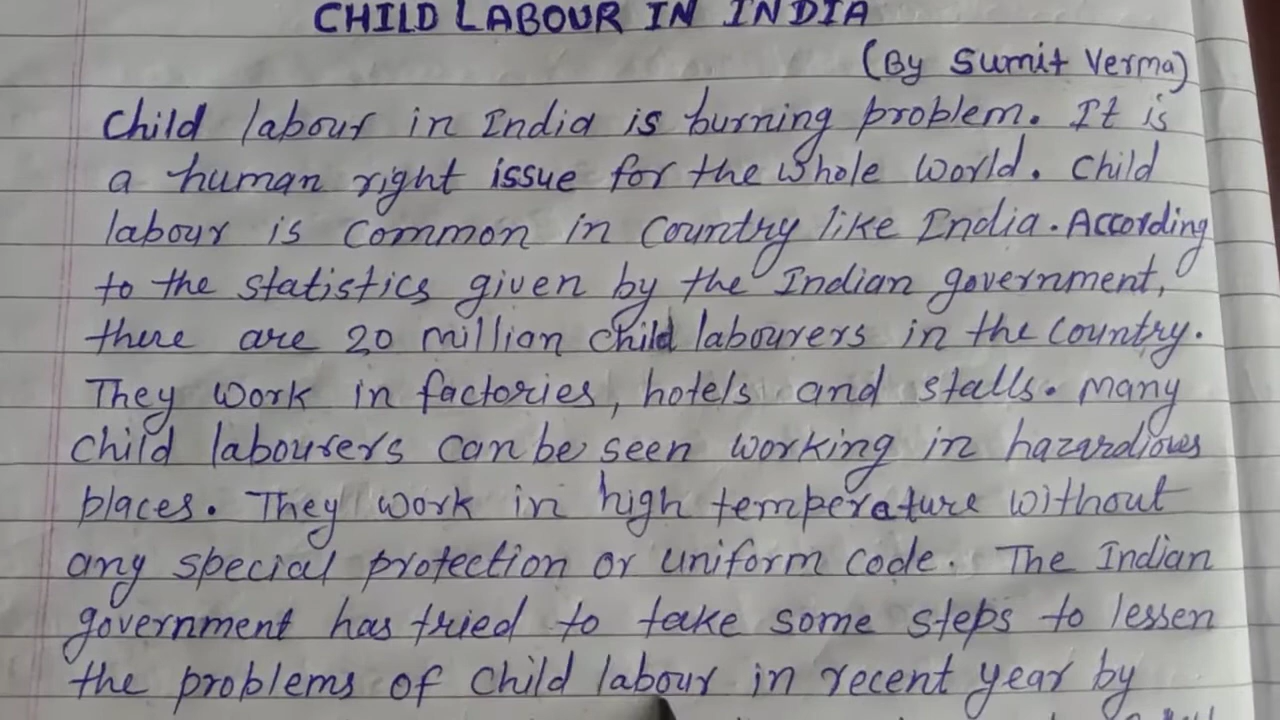 CHILD LABOUR IN INDIA
(By Sumit Verma)
Child labour in India is burning problem. It is
a human right issue for the whole world. Child
labour is common in country like India. According
to the statistics given by the Indian government,
there are 20 million child labourers in the country.
They work in factories, hotels and stalls. Many
child labourers can be seen working in hazardious
places. They work in high temperature without
any special protection or uniform code. The Indian
government has tried to take some steps to lessen
the problems of child labour in recent year by